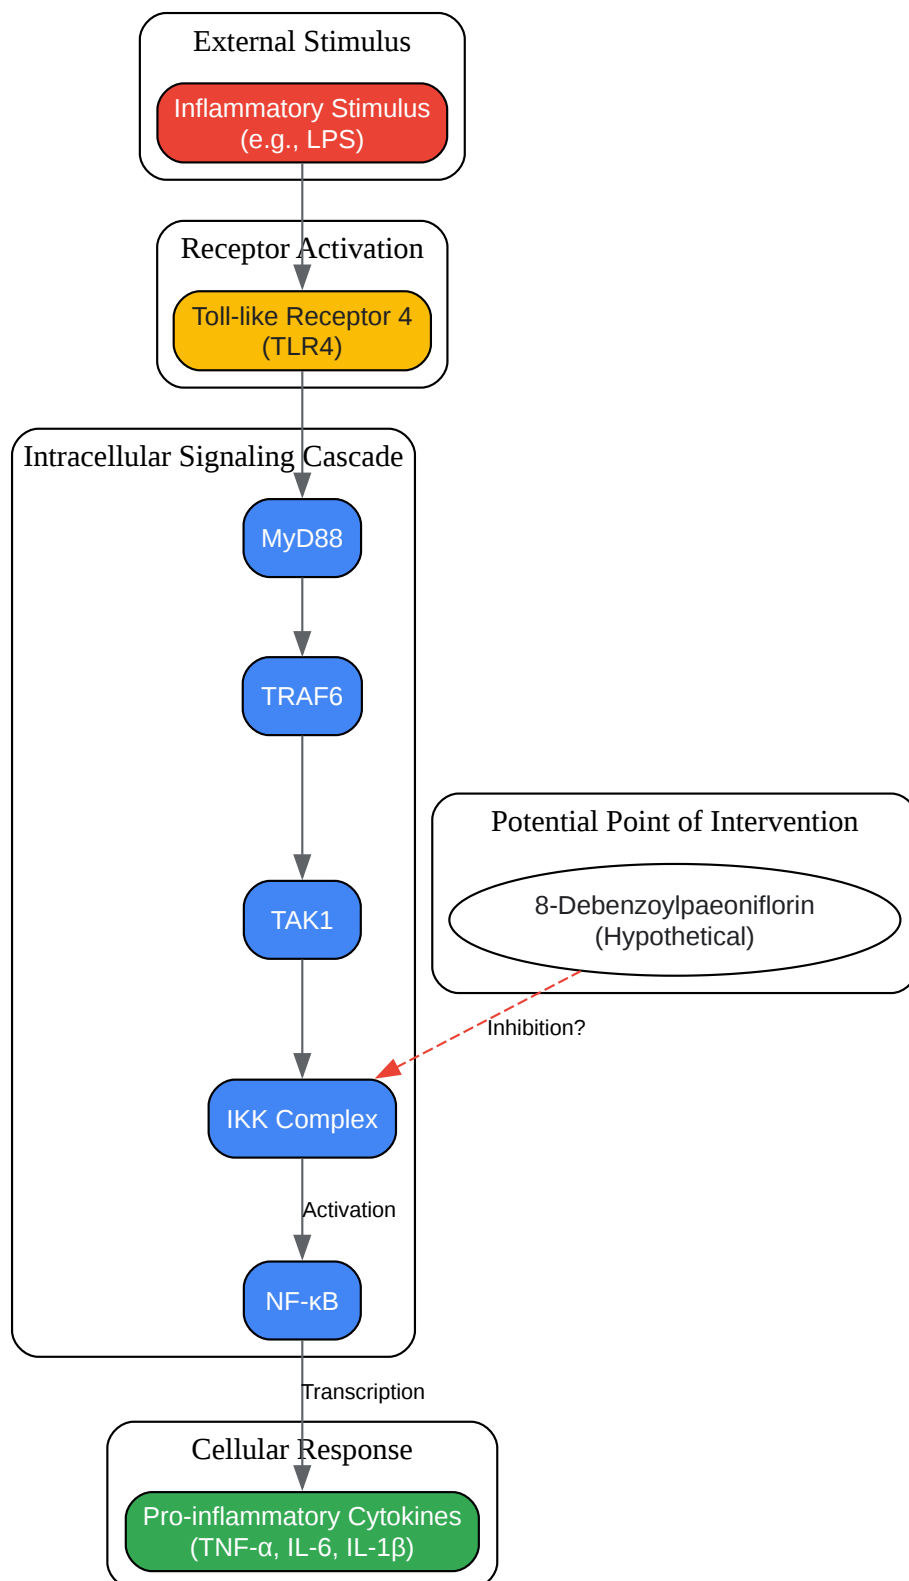 External Stimulus
Inflammatory Stimulus
(e.g., LPS)
Receptor Activation
Toll-like Receptor 4
(TLR4)
Intracellular Signaling Cascade
MyD88
TRAF6
Potential Point of Intervention
8-Debenzoylpaeoniflorin
(Hypothetical)
TAK1
Inhibition?
IKK Complex
Activation
NF-κB
Transcription
Cellular Response
Pro-inflammatory Cytokines
(TNF-α, IL-6, IL-1β)